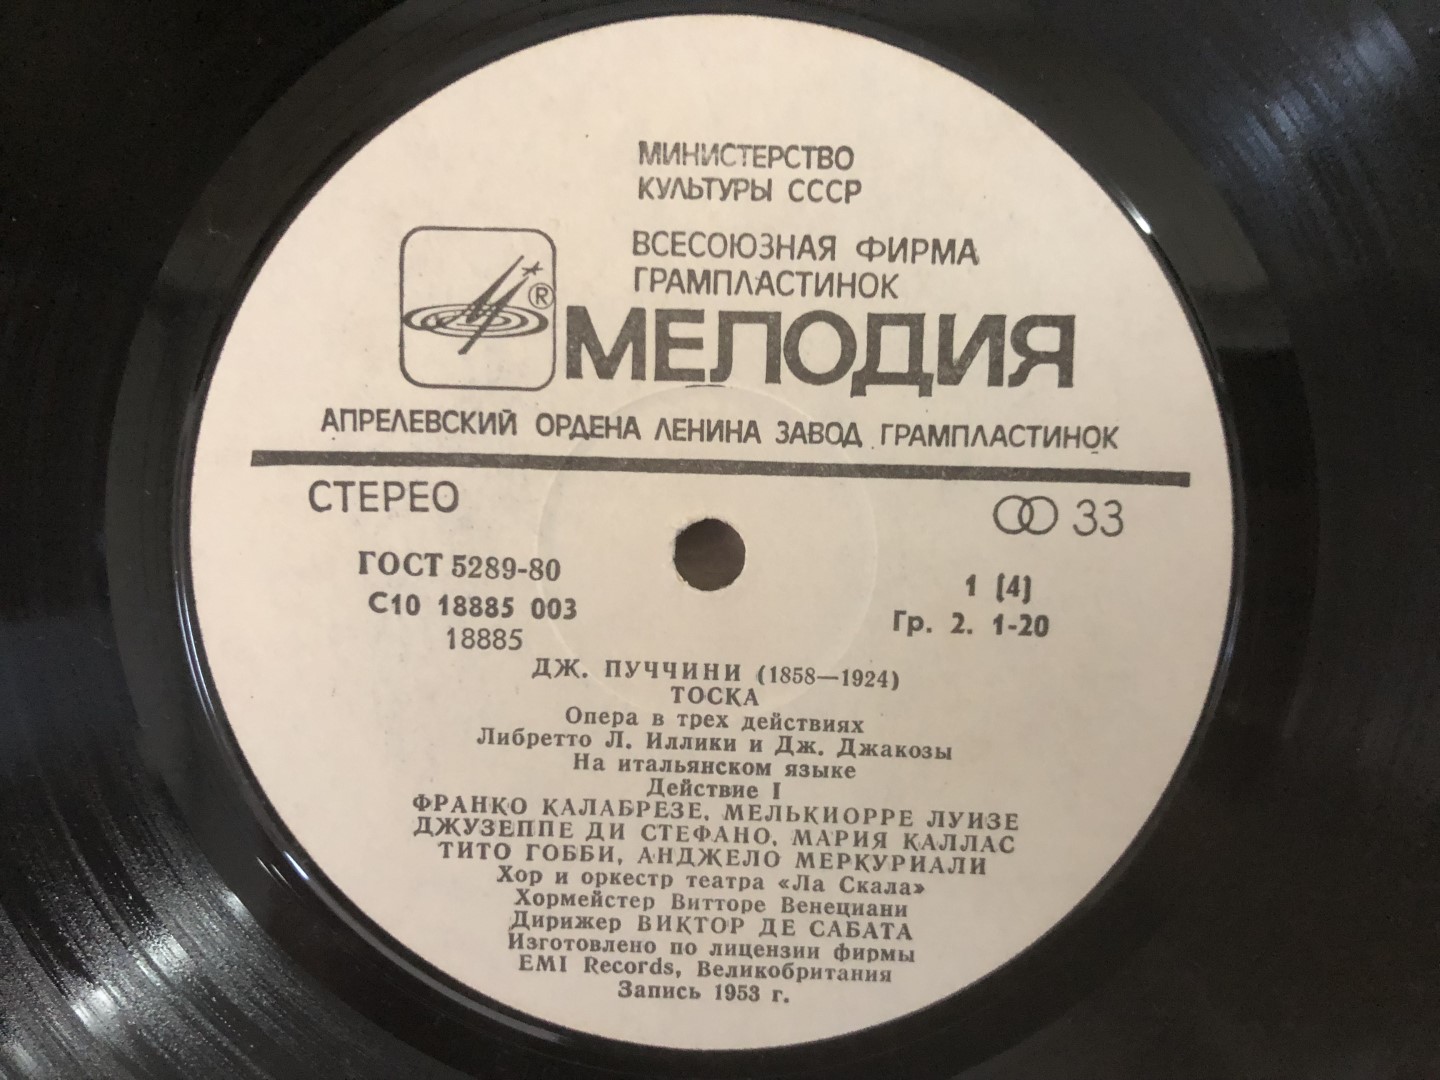 МИНИСТЕРСТВО
КУЛЬТУРЫ СССР
ВСЕСОЮЗНАЯ ФИРМА
ГРАМПЛАСТИНОК
®
МЕЛОДИЯ
АПРЕЛЕВСКИЙ ОРДЕНА ЛЕНИНА ЗАВОД ГРАМПЛАСТИНОК
СТЕРЕО
33
ГОСТ 5289-80
1 (4)
С10 18885 003
Гр. 2. 1-20
18885
ДЖ. ПУЧЧИНИ (1858—1924)
ТОСКА
Опера в трех действиях
Либретто Л. Иллики и Дж. Джакозы
На итальянском языке
Действие I
ФРАНКО КАЛАБРЕЗЕ, МЕЛЬКИОРРЕ ЛУИЗЕ
ДЖУЗЕППЕ ДИ СТЕФАНО, МАРИЯ КАЛЛАС
ТИТО ГОББИ, АНДЖЕЛО МЕРКУРИАЛИ
Хор и оркестр театра «Ла Скала»
Хормейстер Витторе Венециани
Дирижер ВИКТОР ДЕ САБАТА
Изготовлено по лицензии фирмы
EMI Records, Великобритания
Запись 1953 г.